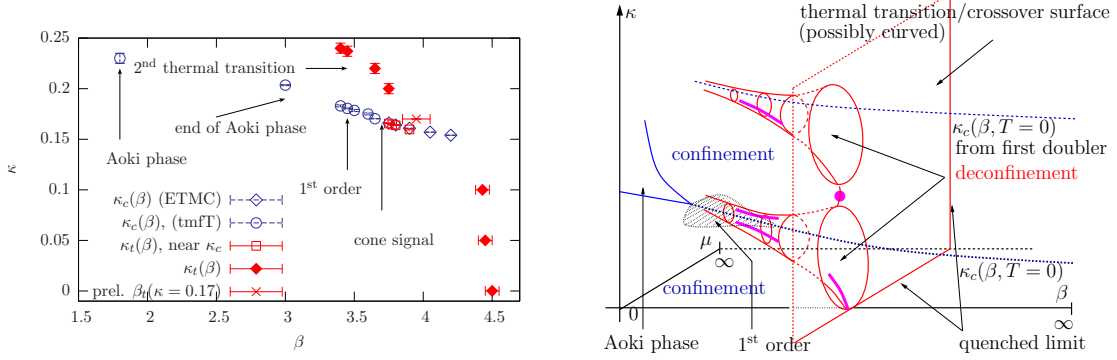 0.25
0.20
0.15
0.10
0.05
0
κ
1.5
2
2.5
3
3.5
4
4.5
β
2nd thermal transition
end of Aoki phase
Aoki phase
1st order
cone signal
κc(β) (ETMC)
κc(β), (tmfT)
κt(β), near κc
κt(β)
prel. βt(κ = 0.17)
κ
thermal transition/crossover surface
(possibly curved)
κc(β, T = 0)
from first doubler
confinement
deconfinement
μ
∞
κc(β, T = 0)
confinement
β
0
∞
Aoki phase
1st order
quenched limit